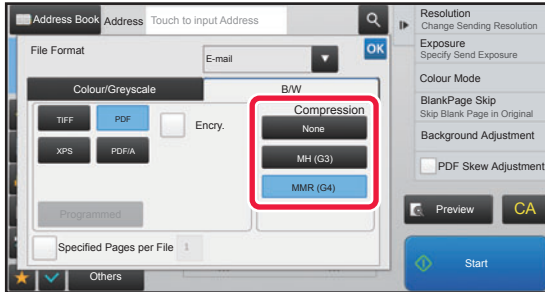 Address Book Address Touch to input Address
File Format
E-mail
OK
Colour/Greyscale
B/W
TIFF
PDF
Encry.
XPS
PDF/A
Programmed
Compression
None
MH (G3)
MMR (G4)
Specified Pages per File 1
Others
Resolution
Change Sending Resolution
Exposure
Specify Send Exposure
Colour Mode
BlankPage Skip
Skip Blank Page in Original
Background Adjustment
PDF Skew Adjustment
Preview
CA
Start